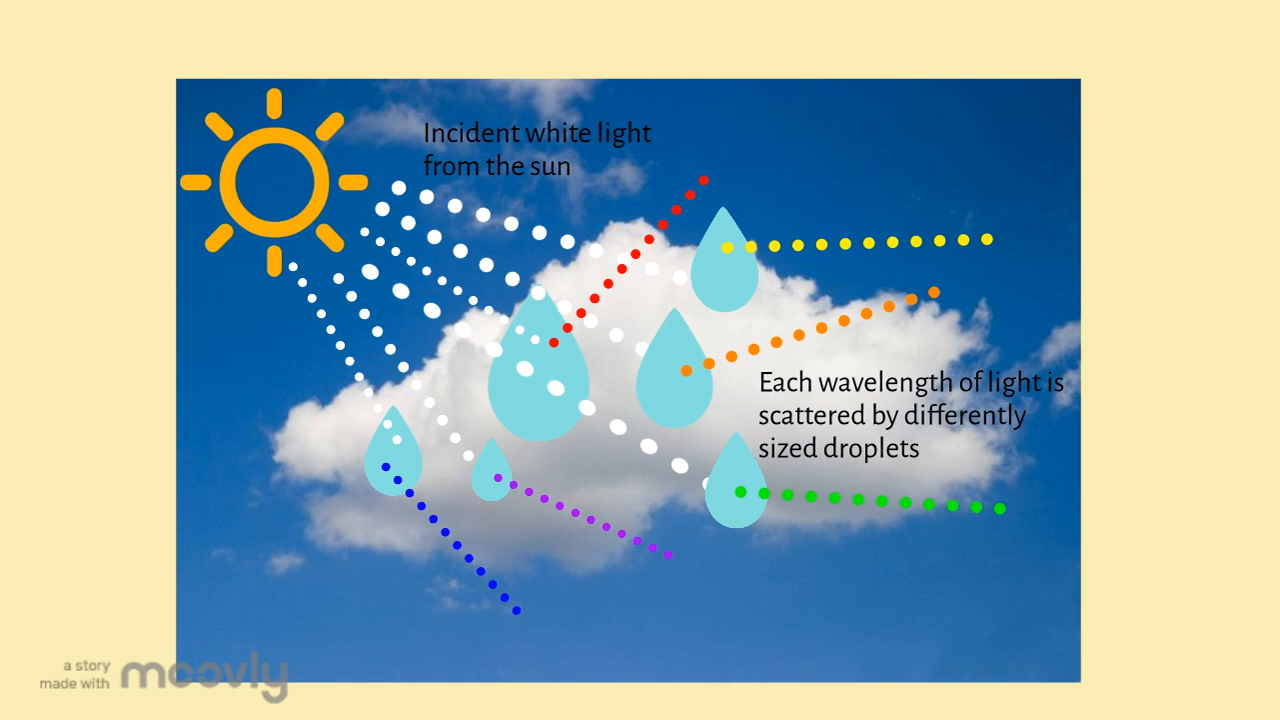 Incident white light
from the sun
Each wavelength of light is
scattered by differently
sized droplets
a story
made with moovly